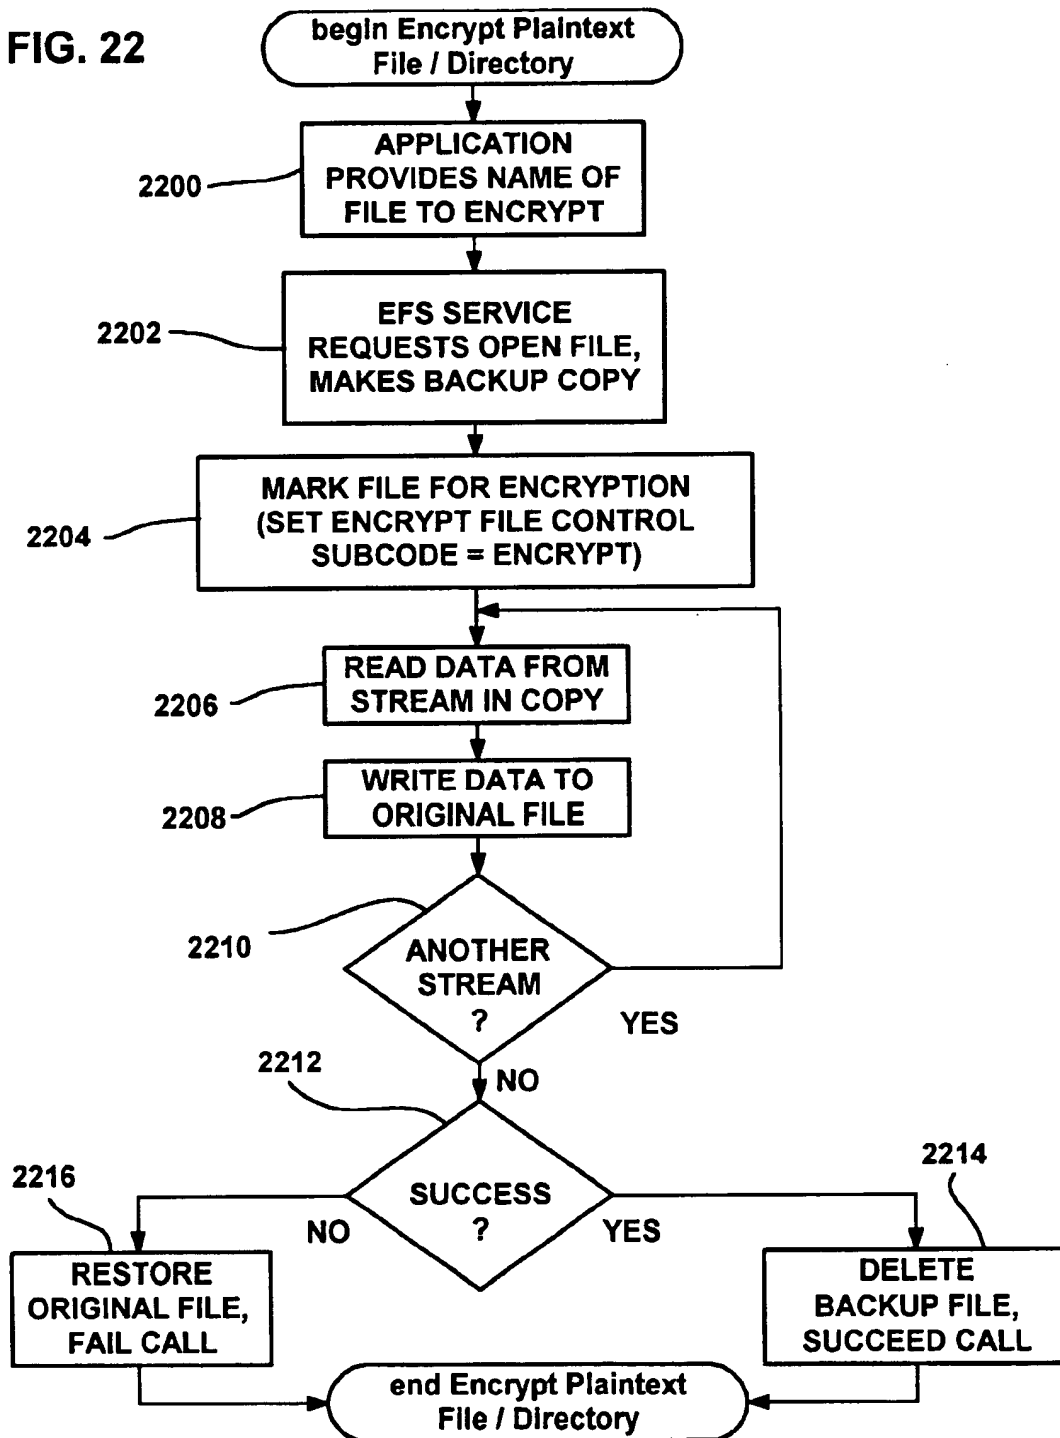 FIG. 22
begin Encrypt Plaintext
File / Directory
APPLICATION
PROVIDES NAME OF
FILE TO ENCRYPT
2200
EFS SERVICE
REQUESTS OPEN FILE,
MAKES BACKUP COPY
2202
MARK FILE FOR ENCRYPTION
(SET ENCRYPT FILE CONTROL
SUBCODE = ENCRYPT)
2204
READ DATA FROM
STREAM IN COPY
2206
WRITE DATA TO
ORIGINAL FILE
2208
2210
ANOTHER
STREAM
?
YES
NO
2212
SUCCESS
?
NO
YES
2216
RESTORE
ORIGINAL FILE,
FAIL CALL
2214
DELETE
BACKUP FILE,
SUCCEED CALL
end Encrypt Plaintext
File / Directory